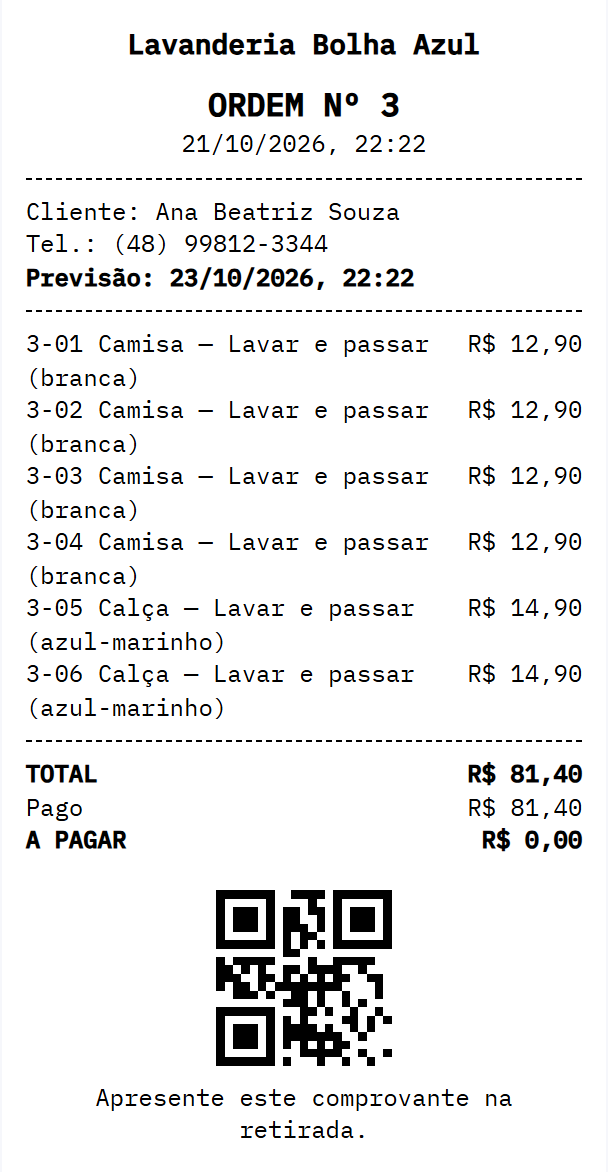 Lavanderia Bolha Azul
ORDEM Nº 3
21/10/2026, 22:22
Cliente: Ana Beatriz Souza
Tel.: (48) 99812-3344
Previsão: 23/10/2026, 22:22
3-01 Camisa — Lavar e passar R$ 12,90
(branca)
3-02 Camisa — Lavar e passar R$ 12,90
(branca)
3-03 Camisa — Lavar e passar R$ 12,90
(branca)
3-04 Camisa — Lavar e passar R$ 12,90
(branca)
3-05 Calça — Lavar e passar R$ 14,90
(azul-marinho)
3-06 Calça — Lavar e passar R$ 14,90
(azul-marinho)
TOTAL R$ 81,40
Pago R$ 81,40
A PAGAR R$ 0,00
Apresente este comprovante na
retirada.